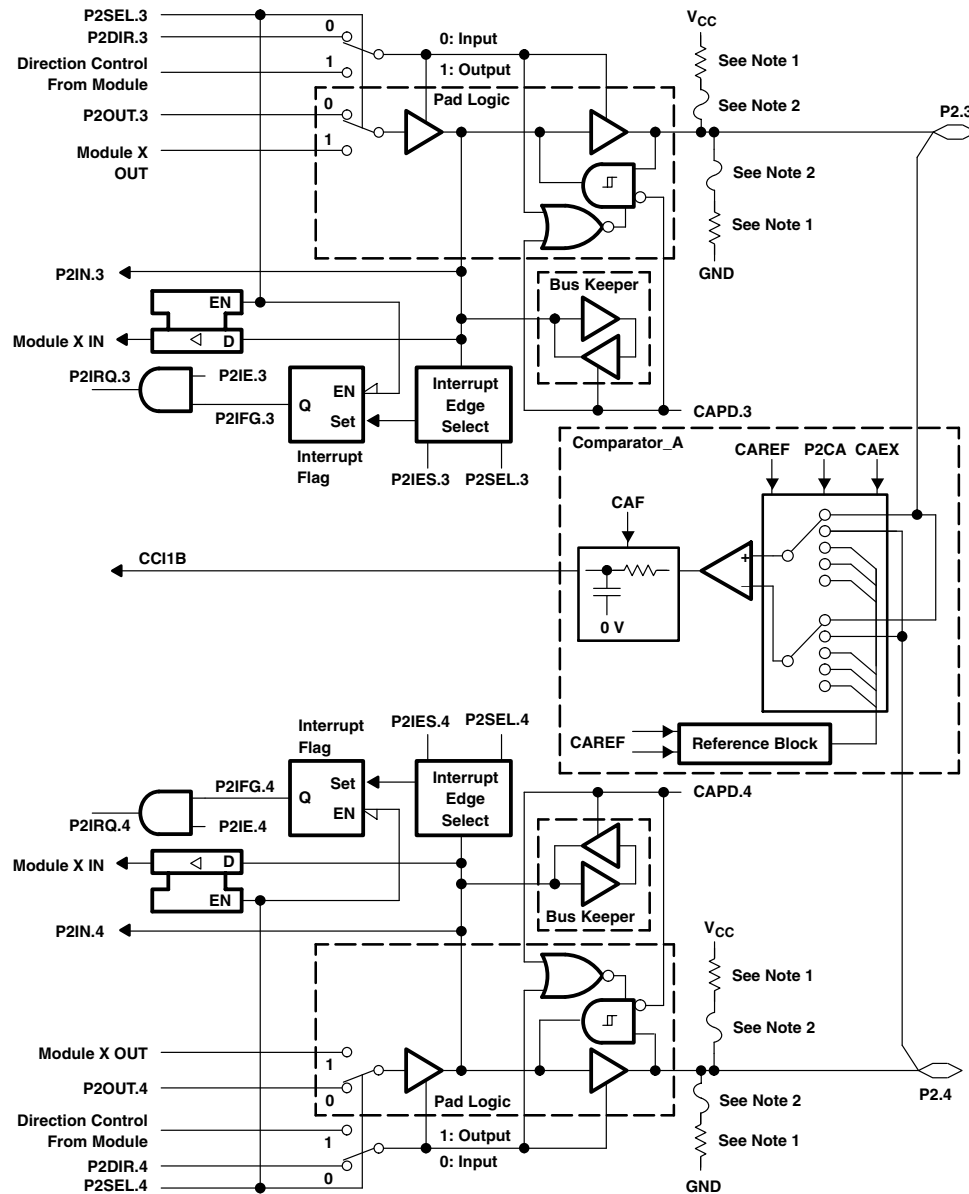 P2SEL.3
P2DIR.3
0
Direction Control
From Module
1
0: Input
1: Output
Pad Logic
P2OUT.3
0
Module X
OUT
1
VCC
See Note 1
See Note 2
P2.3
See Note 2
See Note 1
GND
P2IN.3
Bus Keeper
EN
Module X IN
D
P2IRQ.3
P2IE.3
P2IFG.3
Q
EN
Set
Interrupt
Flag
Interrupt
Edge
Select
P2IES.3
P2SEL.3
CAPD.3
Comparator_A
CAREF
P2CA
CAEX
CAF
CCI1B
+
−
0 V
CAREF
Reference Block
Interrupt
Flag
P2IES.4
P2SEL.4
P2IFG.4
Q
Set
EN
Interrupt
Edge
Select
CAPD.4
P2IRQ.4
P2IE.4
Module X IN
D
EN
Bus Keeper
P2IN.4
VCC
See Note 1
See Note 2
Module X OUT
1
P2OUT.4
0
Pad Logic
P2.4
See Note 2
See Note 1
GND
Direction Control
From Module
1
1: Output
0: Input
P2DIR.4
0
P2SEL.4